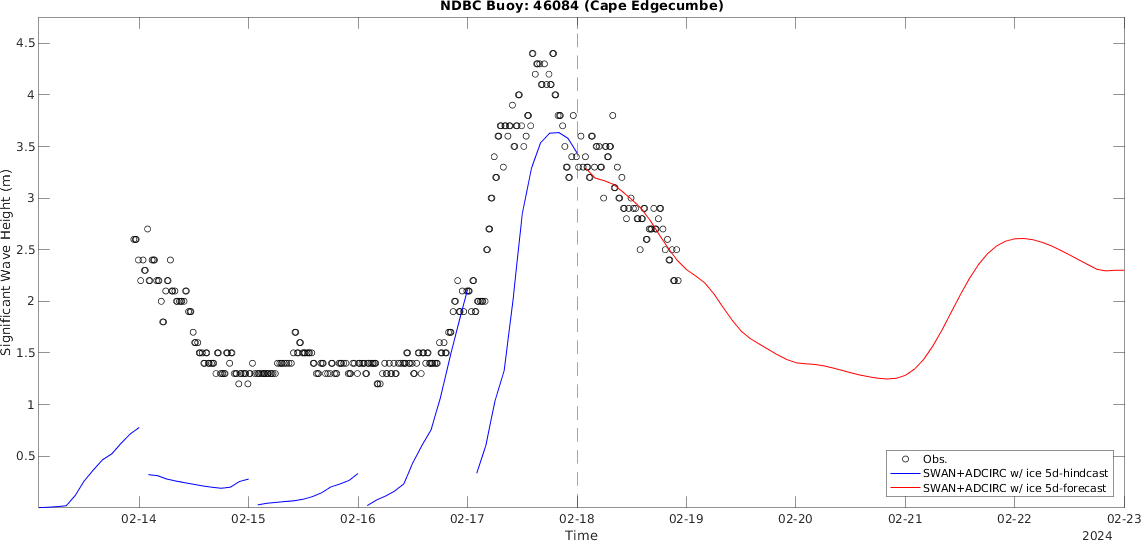 NDBC Buoy: 46084 (Cape Edgecumbe)
Significant Wave Height (m)
4.5
4
3.5
3
2.5
2
1.5
1
0.5
Obs.
SWAN+ADCIRC w/ ice 5d-hindcast
SWAN+ADCIRC w/ ice 5d-forecast
02-14 02-15 02-16 02-17 02-18 02-19 02-20 02-21 02-22 02-23
Time
2024